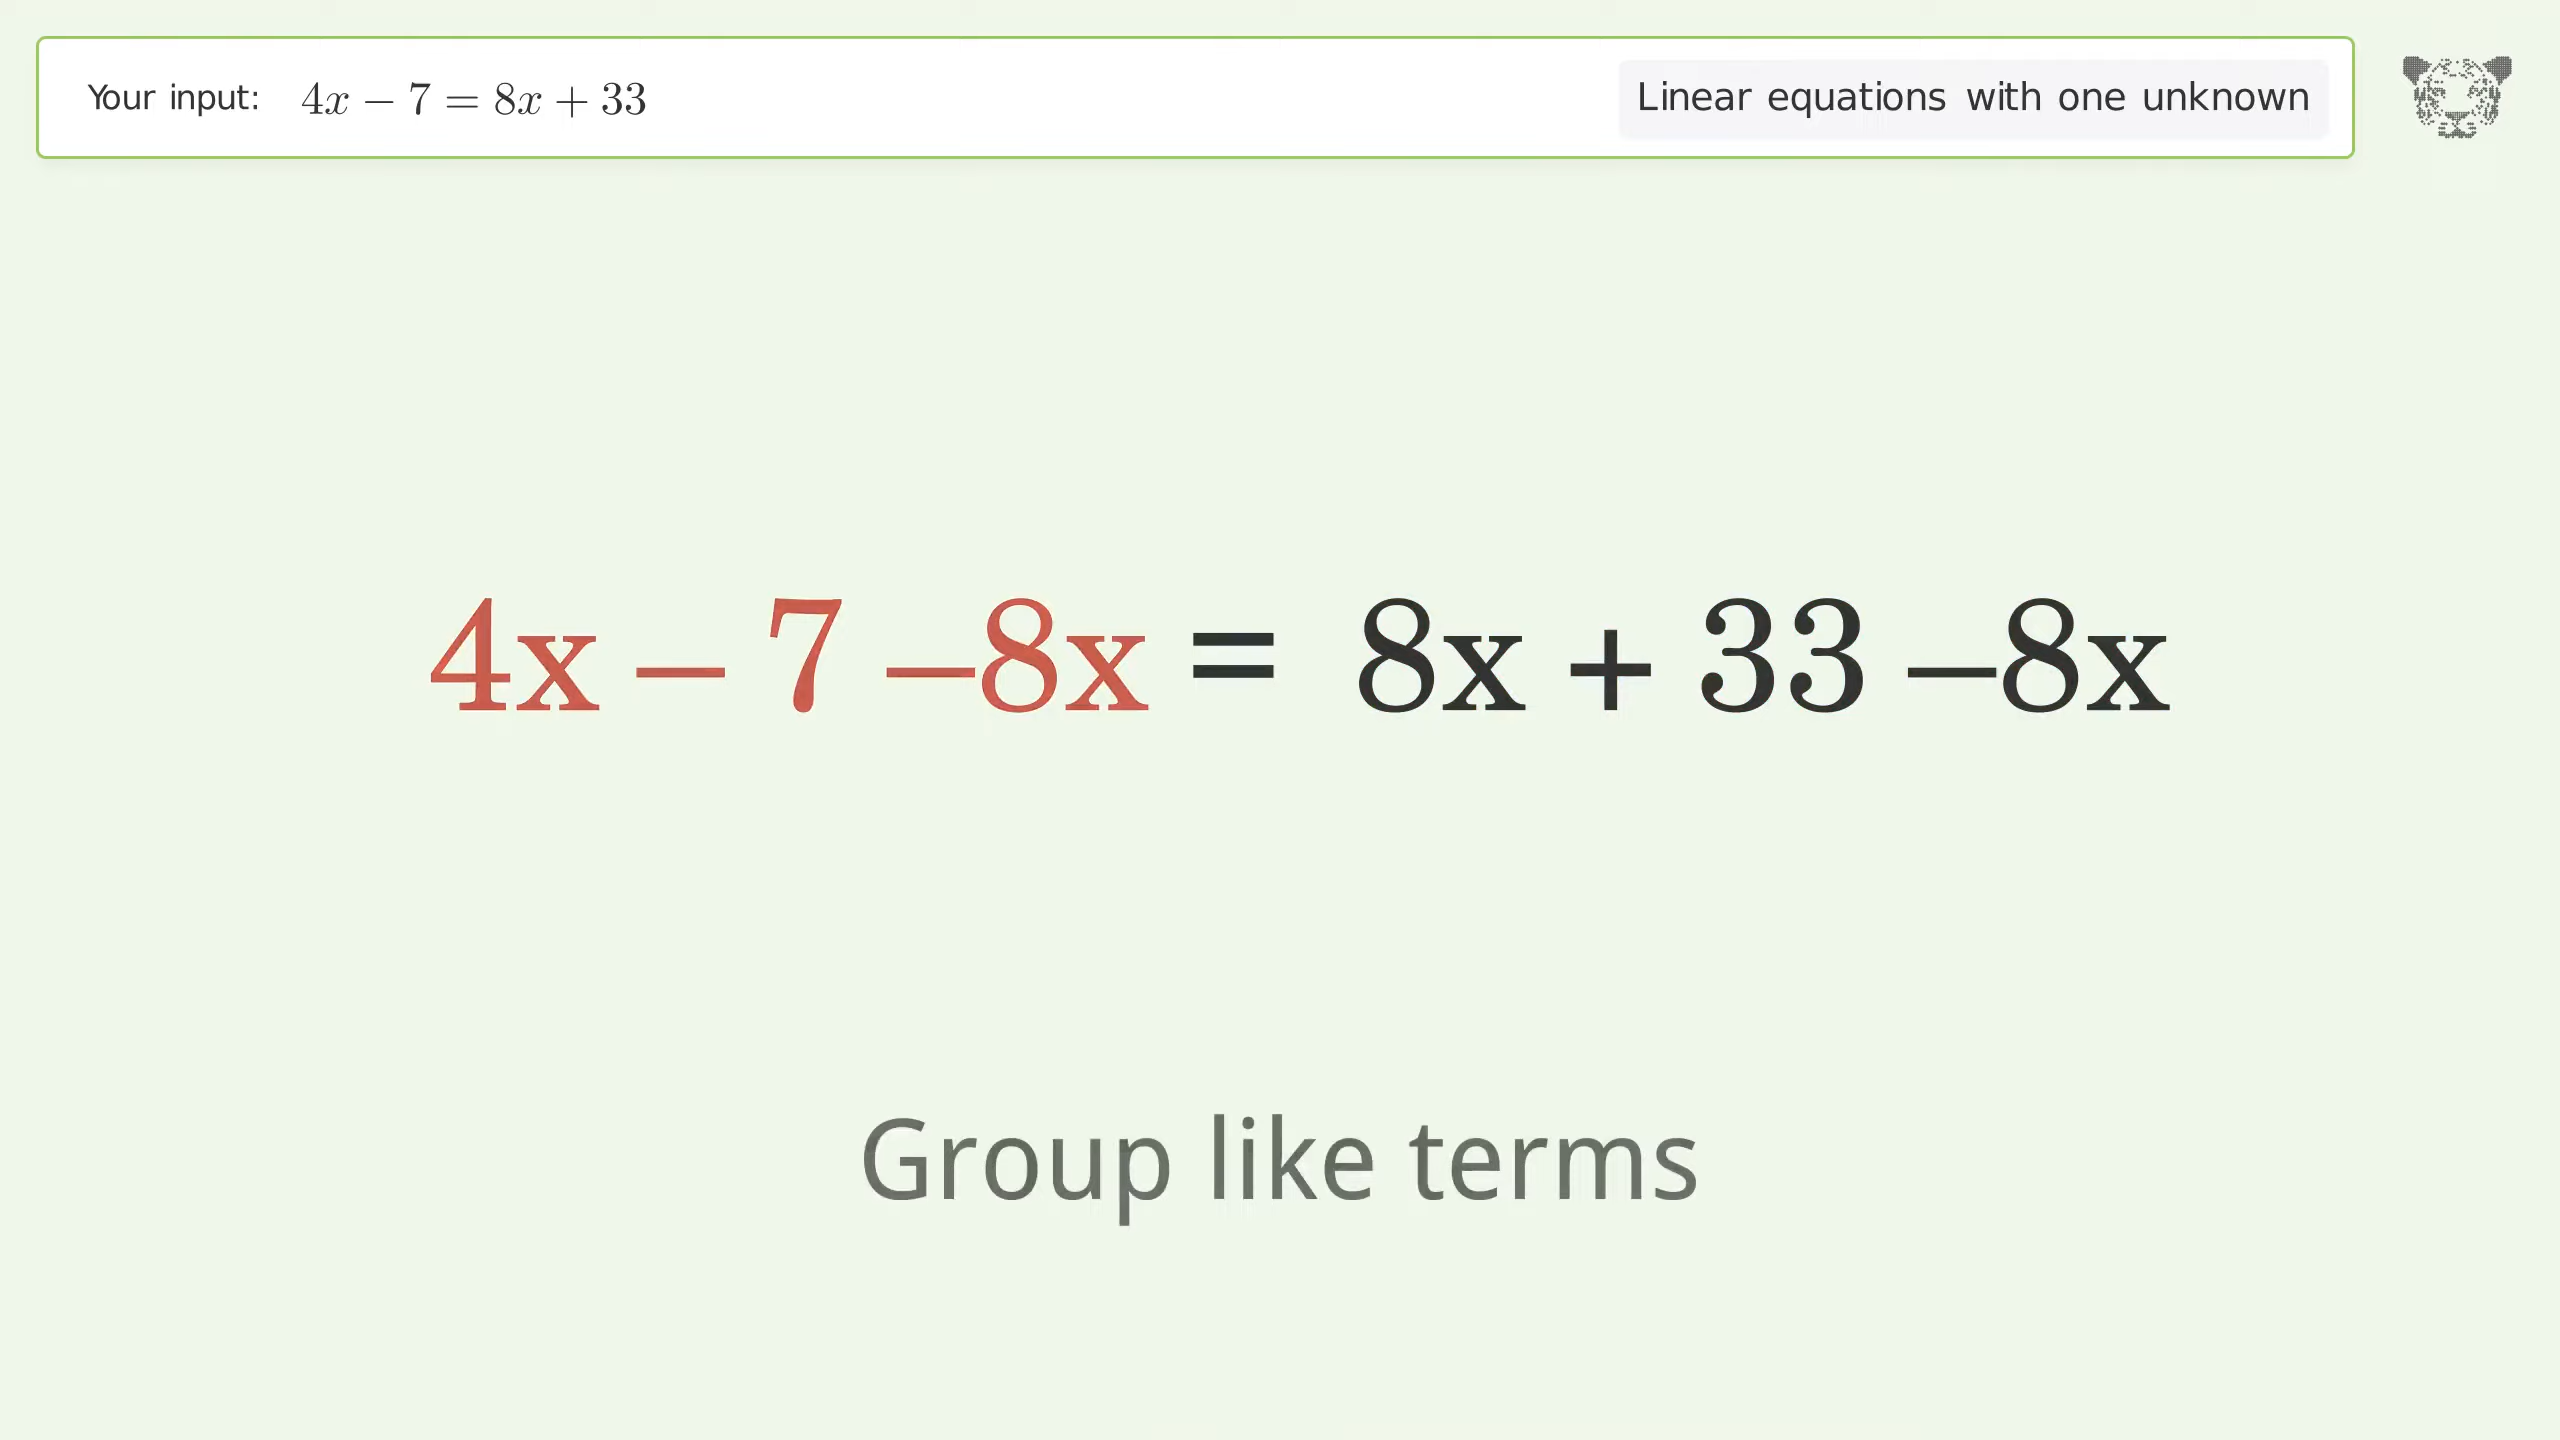 Your input: 4x − 7 = 8x + 33
Linear equations with one unknown
4x – 7 –8x = 8x + 33 –8x
Group like terms